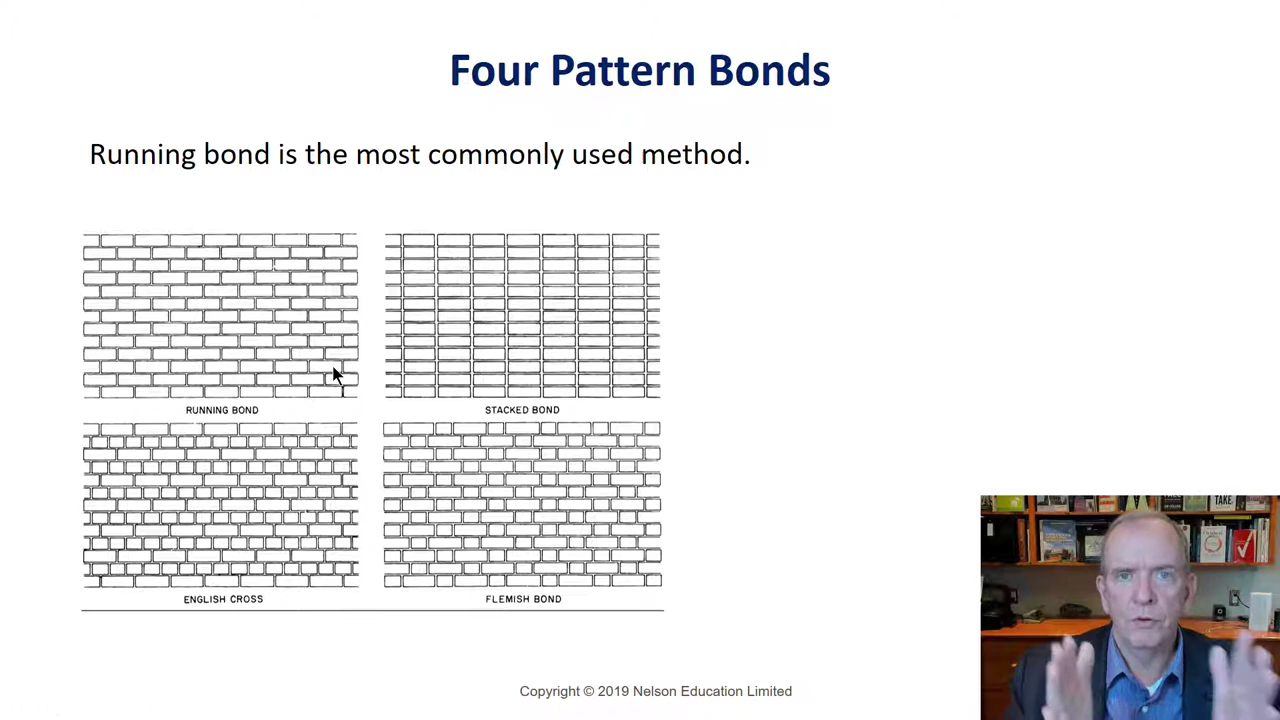 Four Pattern Bonds
Running bond is the most commonly used method.
RUNNING BOND
STACKED BOND
ENGLISH CROSS
FLEMISH BOND
TAKE.
Copyright © 2019 Nelson Education Limited